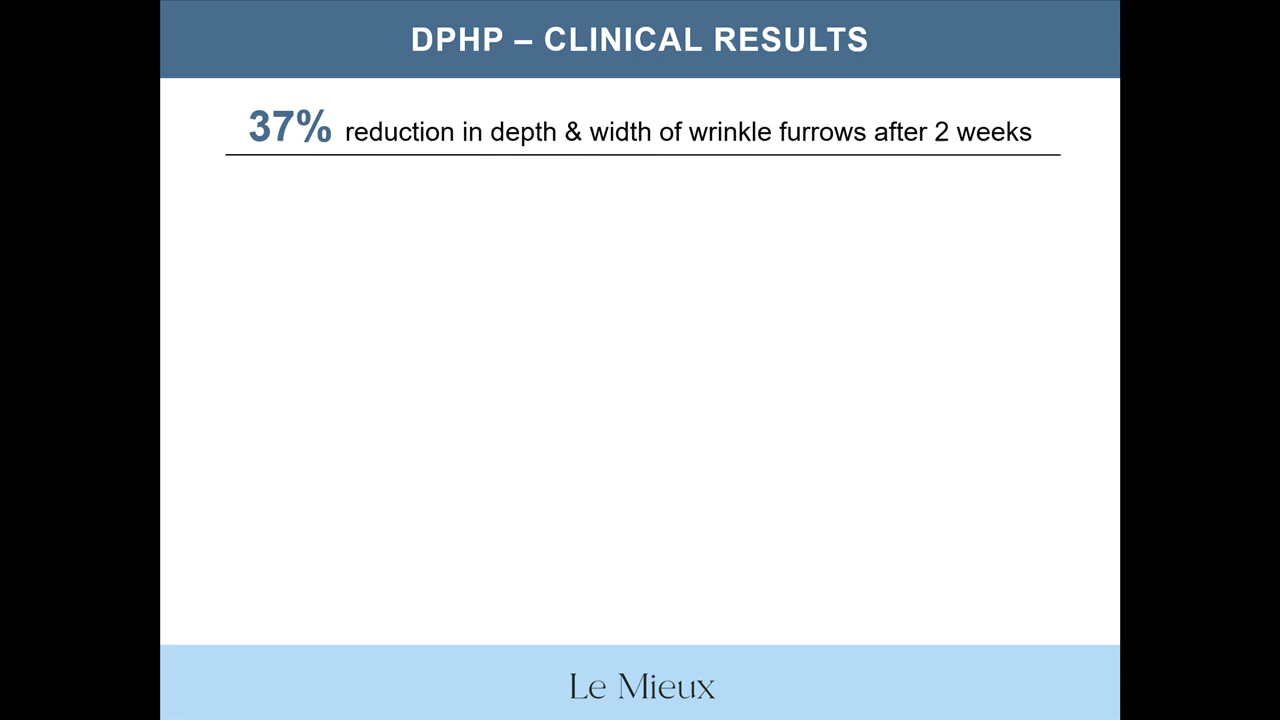 DPHP – CLINICAL RESULTS
37% reduction in depth & width of wrinkle furrows after 2 weeks
Le Mieux